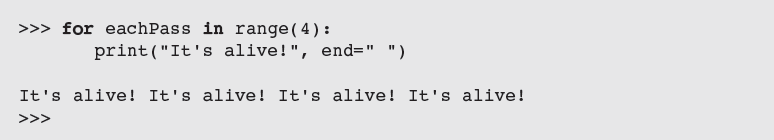 >>> for eachPass in range(4):
        print("It's alive!", end=" ")
It's alive! It's alive! It's alive! It's alive!
>>>